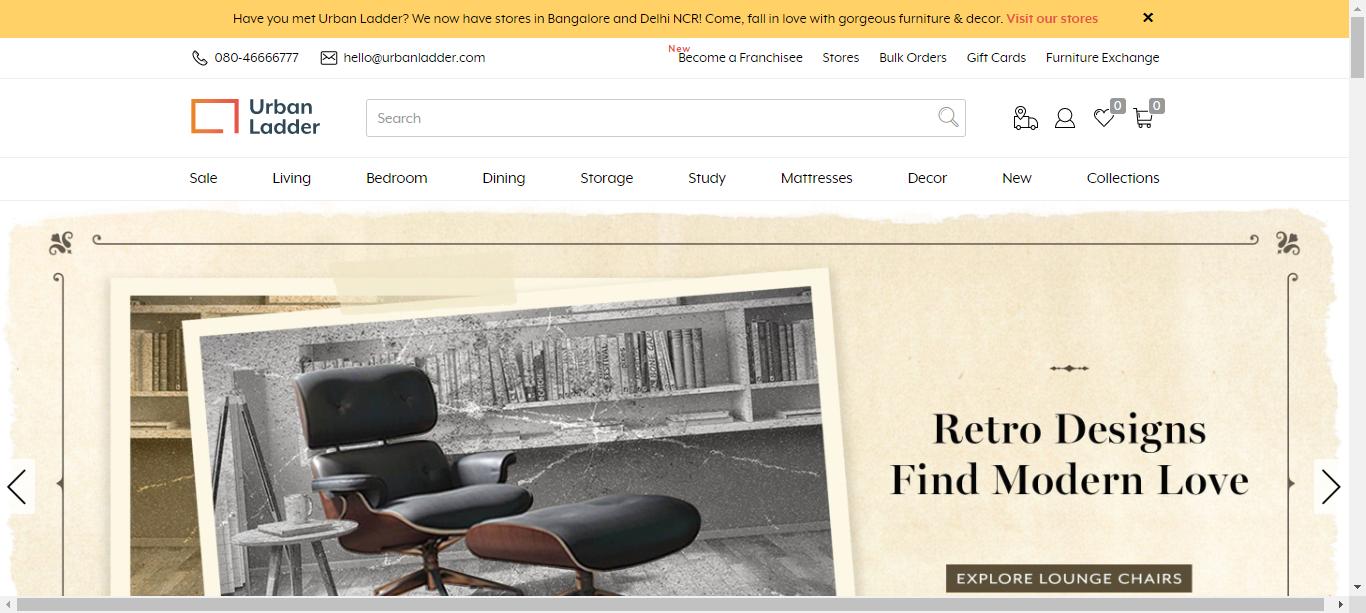 Have you met Urban Ladder? We now have stores in Bangalore and Delhi NCR! Come, fall in love with gorgeous furniture & decor. Visit our stores ×
080-46666777 hello@urbanladder.com New Become a Franchisee Stores Bulk Orders Gift Cards Furniture Exchange
Urban
Ladder
Search
0 0
Sale Living Bedroom Dining Storage Study Mattresses Decor New Collections
Retro Designs
Find Modern Love
EXPLORE LOUNGE CHAIRS